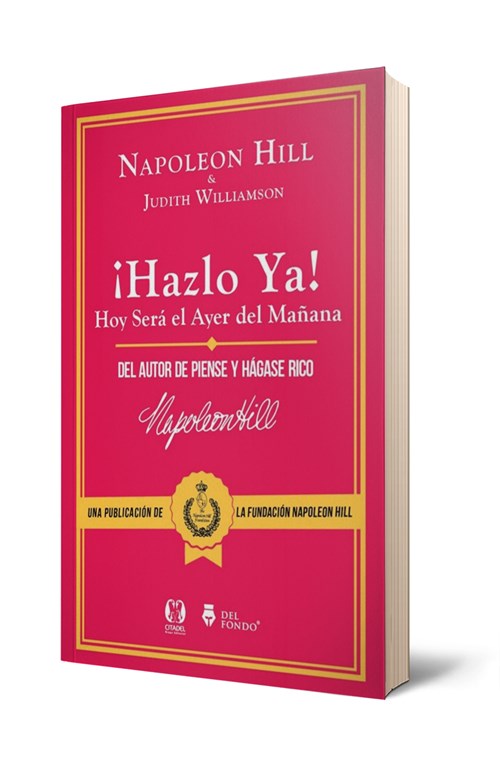 NAPOLEON HILL
&
JUDITH WILLIAMSON
¡Hazlo Ya!
Hoy Será el Ayer del Mañana
DEL AUTOR DE PIENSE Y HÁGASE RICO
Napoleon Hill
UNA PUBLICACIÓN DE LA FUNDACIÓN NAPOLEON HILL
CITADEL
DEL
FONDO®